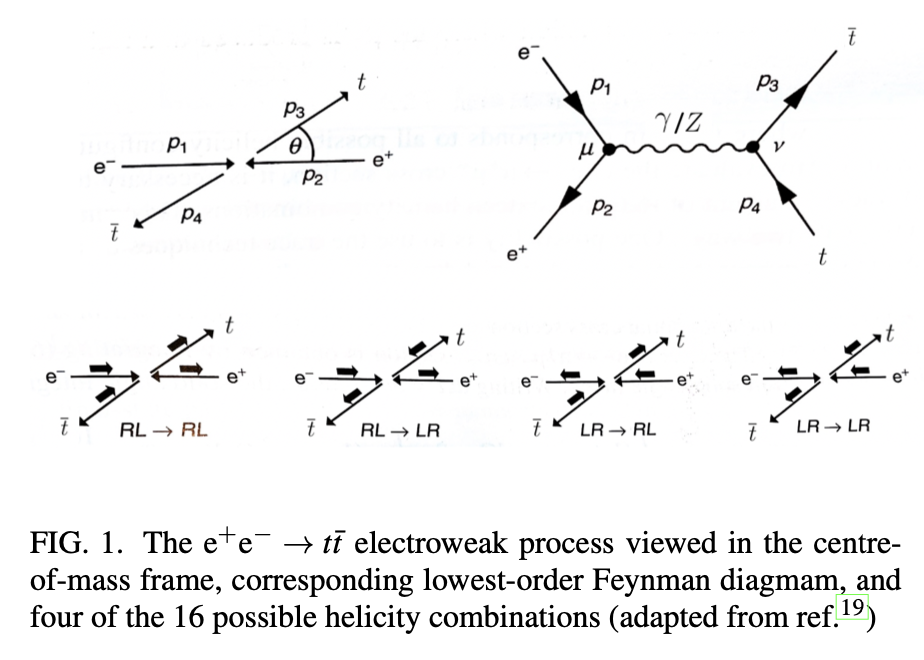 e⁻ p₁ p₃ t θ p₂ e⁺ p₄ t̄
e⁻ p₁ μ γ/Z ν p₃ t̄ p₂ e⁺ p₄ t
e⁻ t e⁺ t̄ RL → RL
e⁻ t e⁺ t̄ RL → LR
e⁻ t e⁺ t̄ LR → RL
e⁻ t e⁺ t̄ LR → LR
FIG. 1. The e⁺e⁻ → tt̄ electroweak process viewed in the centre-
of-mass frame, corresponding lowest-order Feynman diagmam, and
four of the 16 possible helicity combinations (adapted from ref.¹⁹)